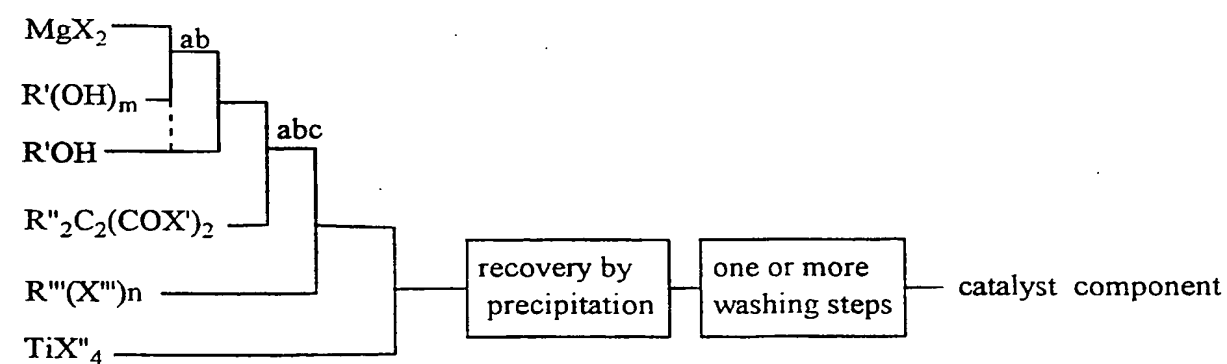 MgX₂
ab
R'(OH)ₘ
R'OH
abc
R"₂C₂(COX')₂
R'''(X''')n
TiX"₄
recovery by
precipitation
one or more
washing steps
catalyst component